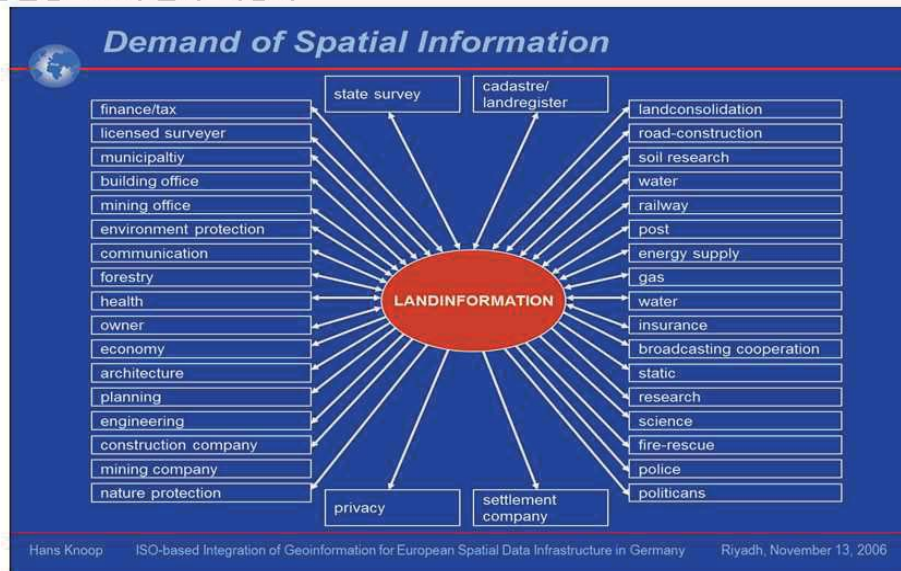 Demand of Spatial Information
state survey
cadastre/
landregister
finance/tax
licensed surveyer
municipaltiy
building office
mining office
environment protection
communication
forestry
health
owner
economy
architecture
planning
engineering
construction company
mining company
nature protection
LANDINFORMATION
landconsolidation
road-construction
soil research
water
railway
post
energy supply
gas
water
insurance
broadcasting cooperation
static
research
science
fire-rescue
police
politicans
privacy
settlement
company
Hans Knoop ISO-based Integration of Geoinformation for European Spatial Data Infrastructure in Germany Riyadh, November 13, 2006